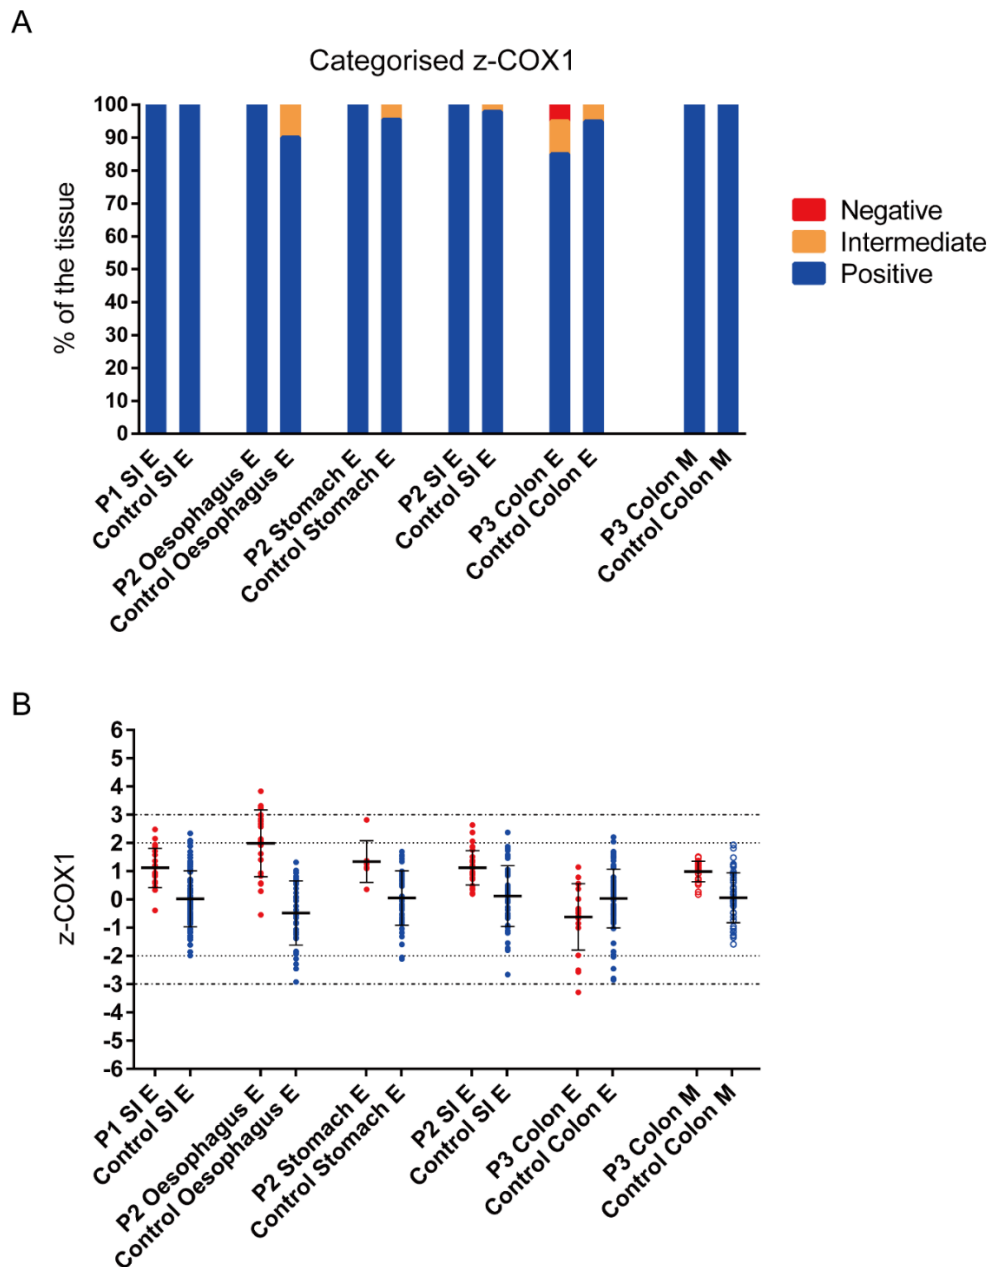 A
Categorised z-COX1
% of the tissue
100
90
80
70
60
50
40
30
20
10
0
P1 SI E
Control SI E
P2 Oesophagus E
Control Oesophagus E
P2 Stomach E
Control Stomach E
P2 SI E
Control SI E
P3 Colon E
Control Colon E
P3 Colon M
Control Colon M
Negative
Intermediate
Positive
B
z-COX1
6
5
4
3
2
1
0
-1
-2
-3
-4
-5
-6
P1 SI E
Control SI E
P2 Oesophagus E
Control Oesophagus E
P2 Stomach E
Control Stomach E
P2 SI E
Control SI E
P3 Colon E
Control Colon E
P3 Colon M
Control Colon M